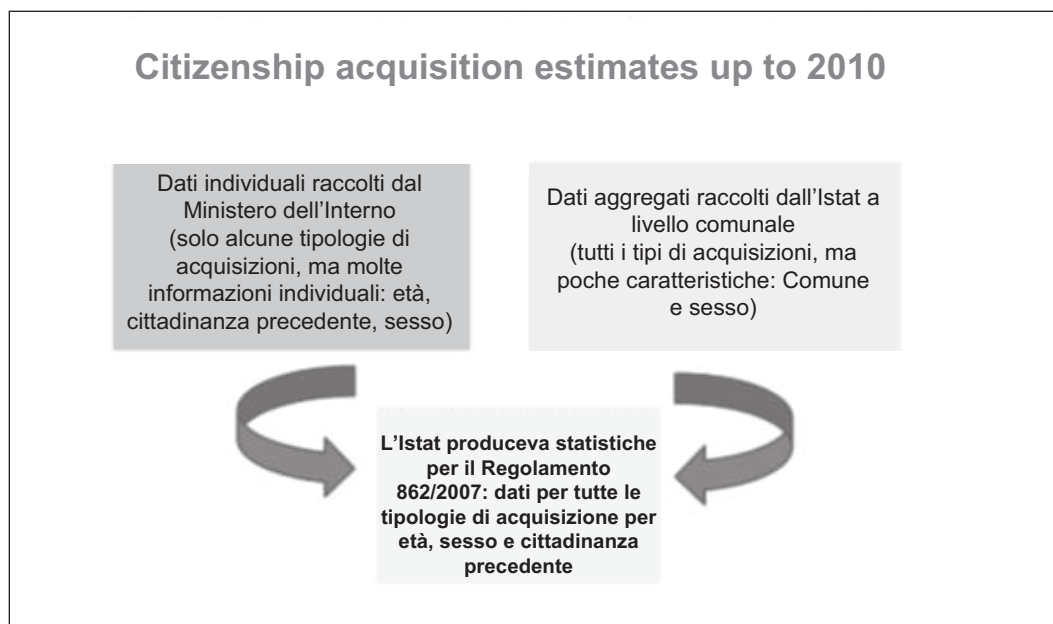 Citizenship acquisition estimates up to 2010
Dati individuali raccolti dal
Ministero dell’Interno
(solo alcune tipologie di
acquisizioni, ma molte
informazioni individuali: età,
cittadinanza precedente, sesso)
Dati aggregati raccolti dall’Istat a
livello comunale
(tutti i tipi di acquisizioni, ma
poche caratteristiche: Comune
e sesso)
L’Istat produceva statistiche
per il Regolamento
862/2007: dati per tutte le
tipologie di acquisizione per
età, sesso e cittadinanza
precedente